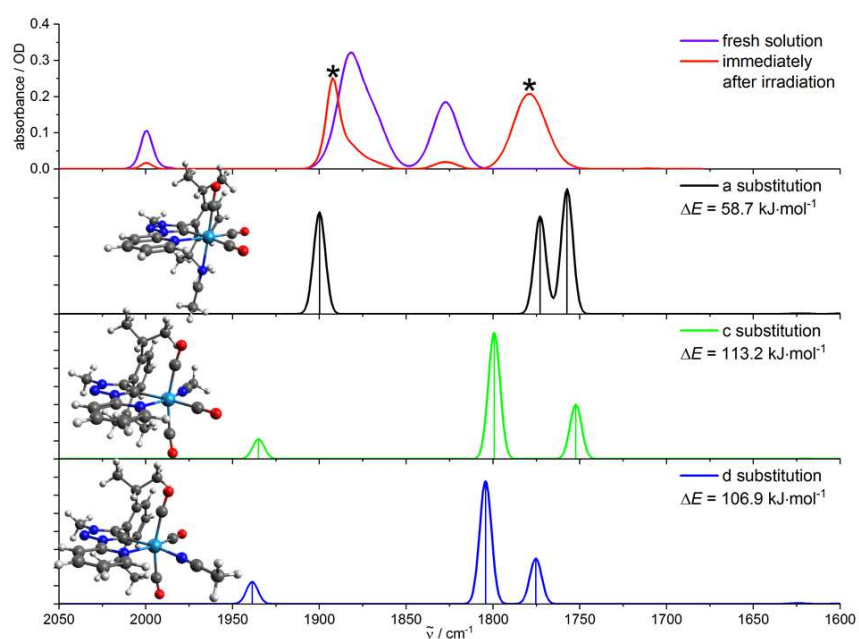 absorbance / OD
0.4
0.3
0.2
0.1
0.0
*
*
fresh solution
immediately
after irradiation
a substitution
ΔE = 58.7 kJ·mol⁻¹
c substitution
ΔE = 113.2 kJ·mol⁻¹
d substitution
ΔE = 106.9 kJ·mol⁻¹
2050 2000 1950 1900 1850 1800 1750 1700 1650 1600
ν̃ / cm⁻¹